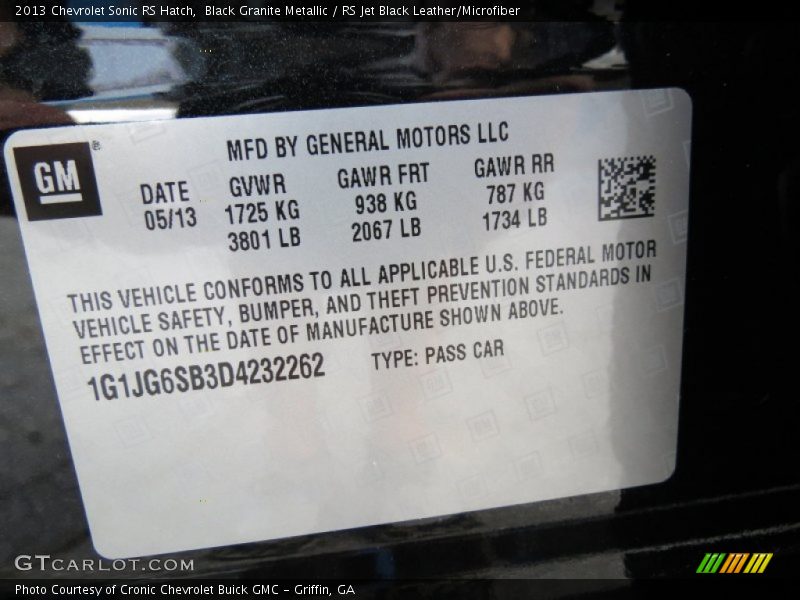 2013 Chevrolet Sonic RS Hatch,  Black Granite Metallic / RS Jet Black Leather/Microfiber
MFD BY GENERAL MOTORS LLC
GM ®
DATE GVWR GAWR FRT GAWR RR
05/13 1725 KG 938 KG 787 KG
3801 LB 2067 LB 1734 LB
THIS VEHICLE CONFORMS TO ALL APPLICABLE U.S. FEDERAL MOTOR
VEHICLE SAFETY, BUMPER, AND THEFT PREVENTION STANDARDS IN
EFFECT ON THE DATE OF MANUFACTURE SHOWN ABOVE.
1G1JG6SB3D4232262 TYPE: PASS CAR
GTCARLOT.COM
Photo Courtesy of Cronic Chevrolet Buick GMC – Griffin, GA